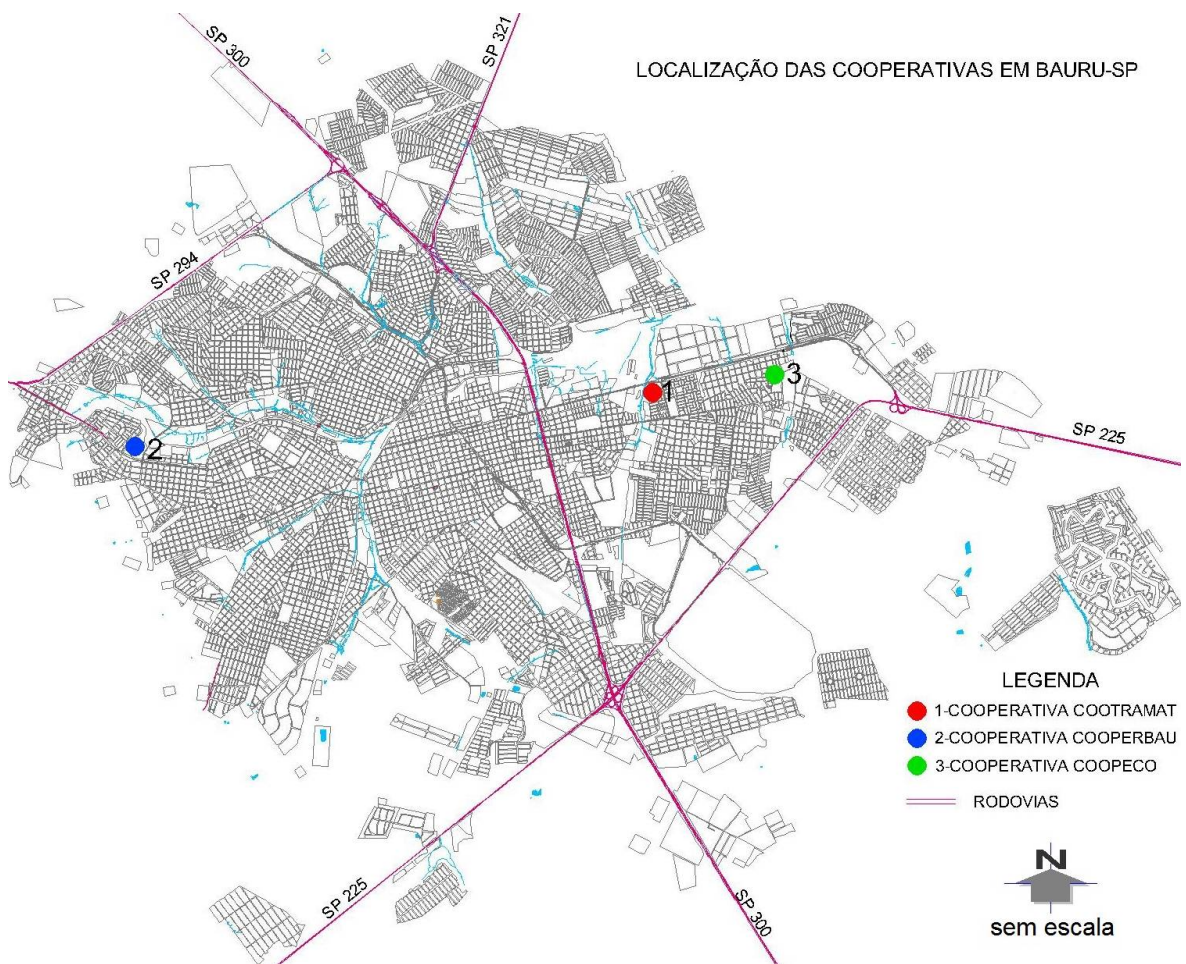 SP 300
SP 321
LOCALIZAÇÃO DAS COOPERATIVAS EM BAURU-SP
SP 294
1
3
2
SP 225
LEGENDA
1-COOPERATIVA COOTRAMAT
2-COOPERATIVA COOPERBAU
3-COOPERATIVA COOPECO
RODOVIAS
SP 225
SP 300
N
sem escala